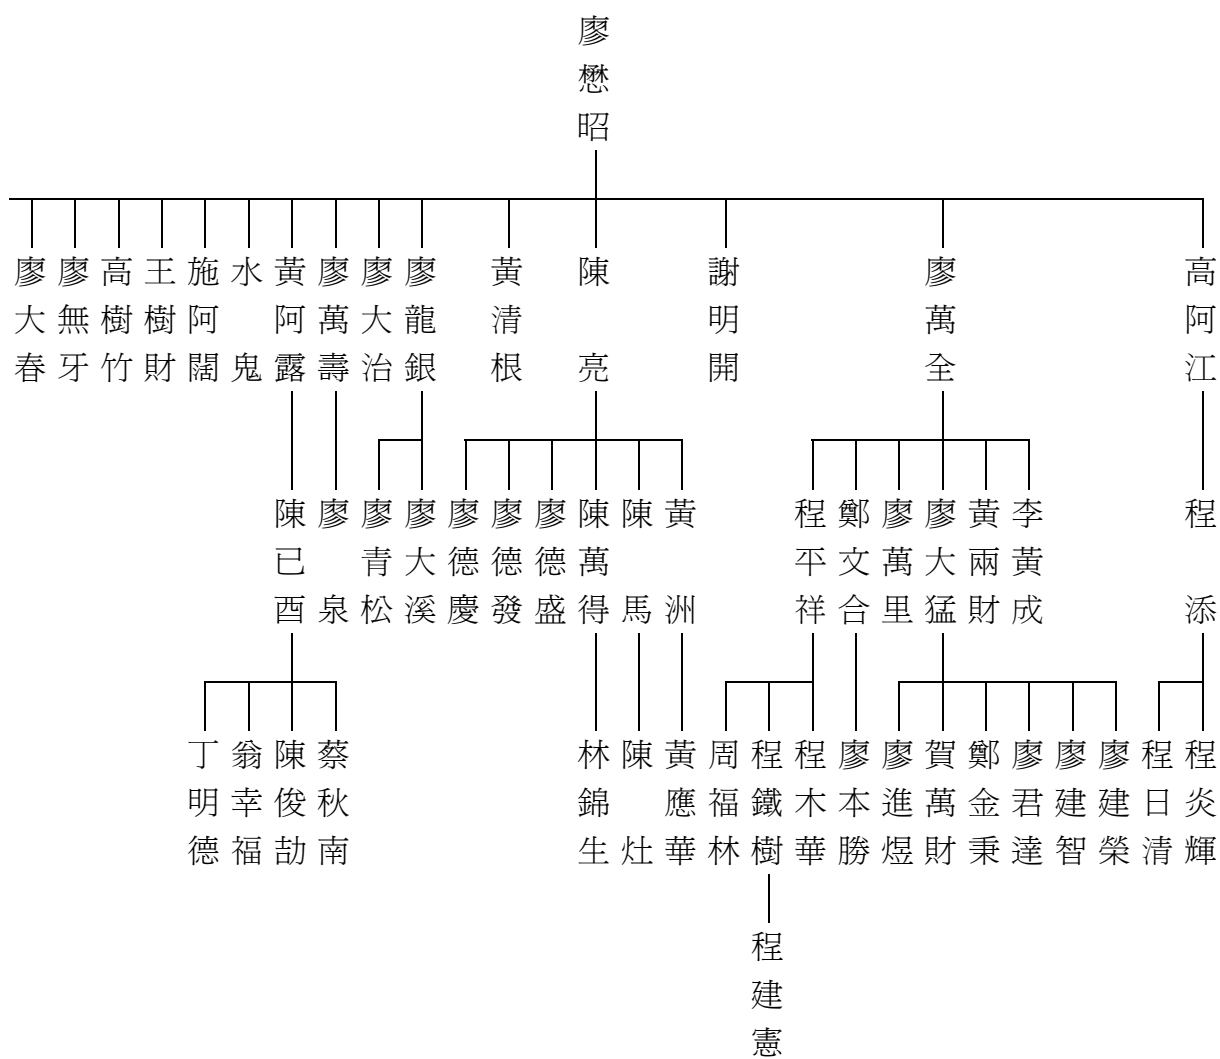 廖懋昭
高阿江
廖萬全
謝明開
陳亮
黃清根
廖龍銀
廖大治
廖萬壽
黃阿露
水鬼
施阿闊
王樹財
高樹竹
廖無牙
廖大春
程添
李黃成
黃兩財
廖大猛
廖萬里
鄭文合
程平祥
黃洲
陳馬
陳萬得
廖德盛
廖德發
廖德慶
廖大溪
廖青松
廖泉
陳已酉
程炎輝
程日清
廖建榮
廖建智
廖君達
鄭金秉
賀萬財
廖進煜
廖本勝
程木華
程鐵樹
周福林
黃應華
陳灶
林錦生
蔡秋南
陳俊劼
翁幸福
丁明德
程建憲